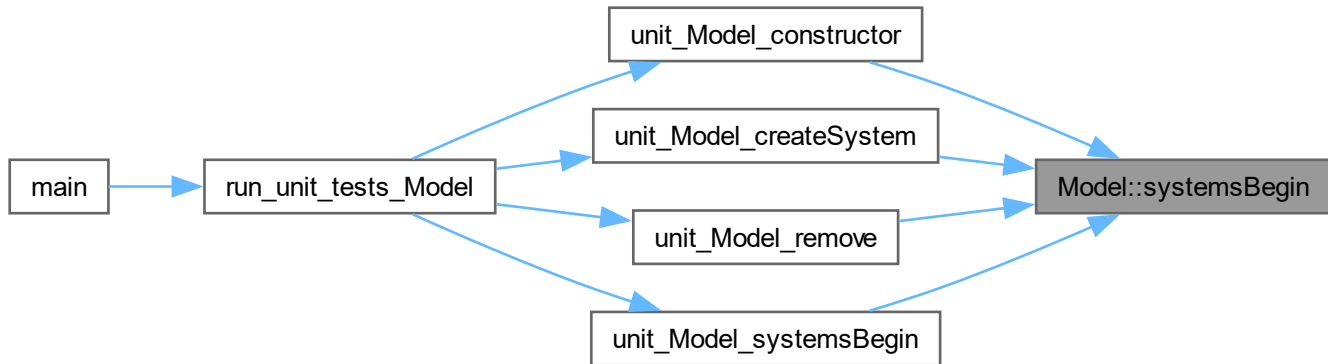 main
run_unit_tests_Model
unit_Model_constructor
unit_Model_createSystem
unit_Model_remove
unit_Model_systemsBegin
Model::systemsBegin